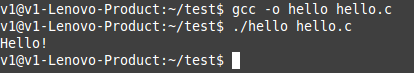 v1@v1-Lenovo-Product:~/test$ gcc -o hello hello.c
v1@v1-Lenovo-Product:~/test$ ./hello hello.c
Hello!
v1@v1-Lenovo-Product:~/test$